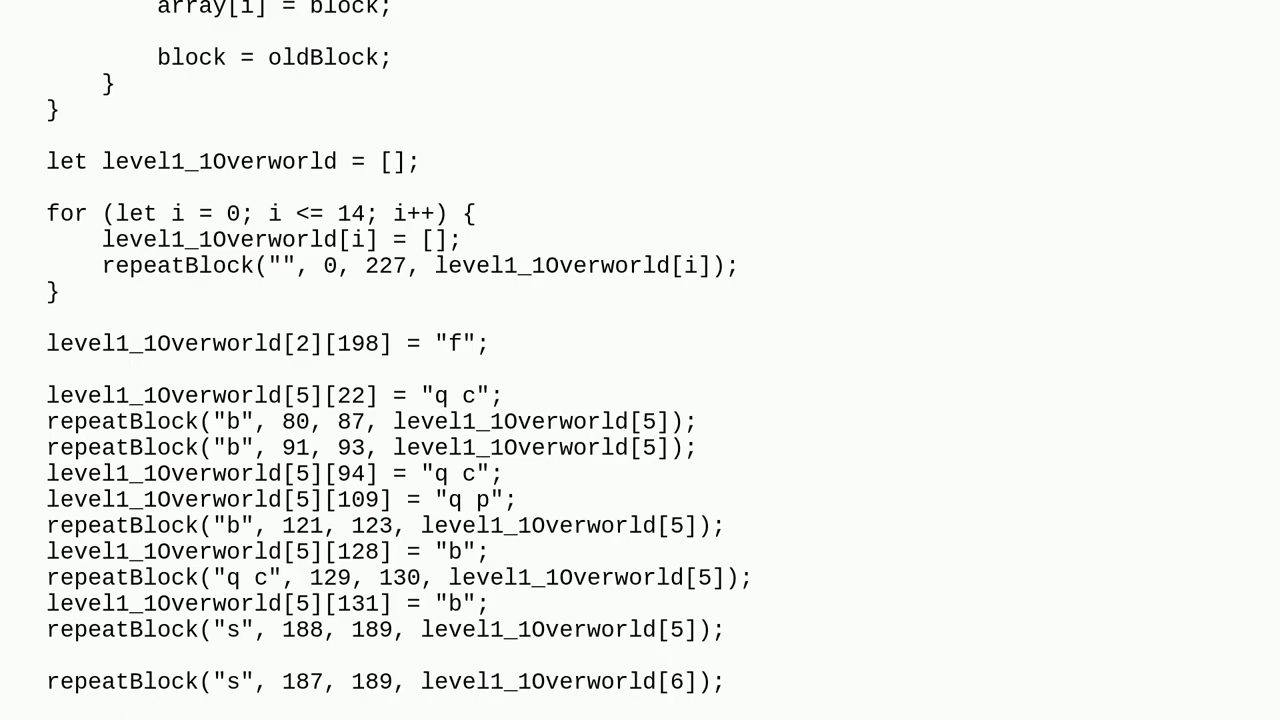 array[i] = block;

        block = oldBlock;
    }
}

let level1_1Overworld = [];

for (let i = 0; i <= 14; i++) {
    level1_1Overworld[i] = [];
    repeatBlock("", 0, 227, level1_1Overworld[i]);
}

level1_1Overworld[2][198] = "f";

level1_1Overworld[5][22] = "q c";
repeatBlock("b", 80, 87, level1_1Overworld[5]);
repeatBlock("b", 91, 93, level1_1Overworld[5]);
level1_1Overworld[5][94] = "q c";
level1_1Overworld[5][109] = "q p";
repeatBlock("b", 121, 123, level1_1Overworld[5]);
level1_1Overworld[5][128] = "b";
repeatBlock("q c", 129, 130, level1_1Overworld[5]);
level1_1Overworld[5][131] = "b";
repeatBlock("s", 188, 189, level1_1Overworld[5]);

repeatBlock("s", 187, 189, level1_1Overworld[6]);